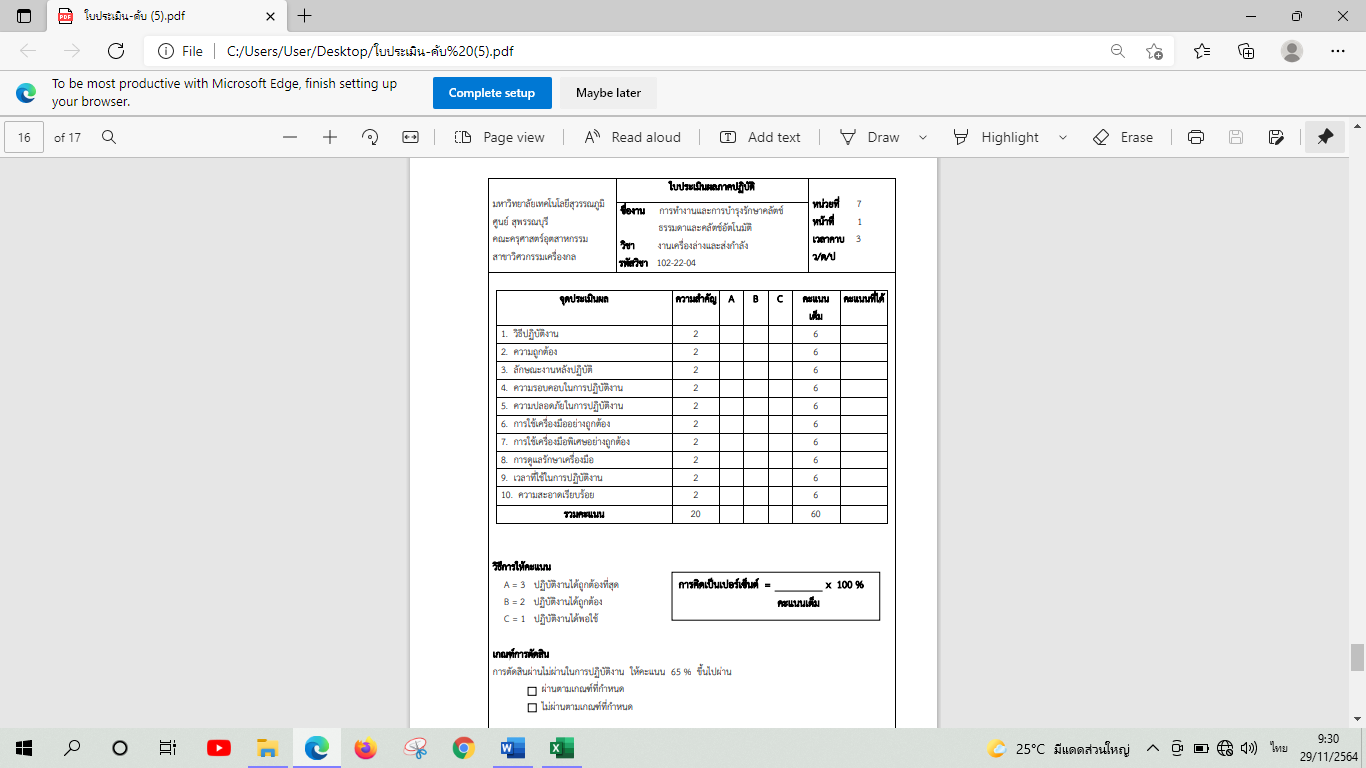 ใบประเมิน-ดับ (5).pdf
File
C:/Users/User/Desktop/ใบประเมิน-ดับ%20(5).pdf
To be most productive with Microsoft Edge, finish setting up
your browser.
Complete setup
Maybe later
16 of 17
Page view
Read aloud
Add text
Draw
Highlight
Erase
มหาวิทยาลัยเทคโนโลยีสุวรรณภูมิ
ศูนย์ สุพรรณบุรี
คณะครุศาสตร์อุตสาหกรรม
สาขาวิศวกรรมเครื่องกล
ใบประเมินผลภาคปฏิบัติ
ชื่องาน การทำงานและการบำรุงรักษาคลัตช์
ธรรมดาและคลัตช์อัตโนมัติ
วิชา งานเครื่องล่างและส่งกำลัง
รหัสวิชา 102-22-04
หน่วยที่ 7
หน้าที่ 1
เวลาคาบ 3
ว/ด/ป
จุดประเมินผล ความสำคัญ A B C คะแนน คะแนนที่ได้
เต็ม
1. วิธีปฏิบัติงาน 2 6
2. ความถูกต้อง 2 6
3. ลักษณะงานหลังปฏิบัติ 2 6
4. ความรอบคอบในการปฏิบัติงาน 2 6
5. ความปลอดภัยในการปฏิบัติงาน 2 6
6. การใช้เครื่องมืออย่างถูกต้อง 2 6
7. การใช้เครื่องมือพิเศษอย่างถูกต้อง 2 6
8. การดูแลรักษาเครื่องมือ 2 6
9. เวลาที่ใช้ในการปฏิบัติงาน 2 6
10. ความสะอาดเรียบร้อย 2 6
รวมคะแนน 20 60
วิธีการให้คะแนน
A = 3 ปฏิบัติงานได้ถูกต้องที่สุด
B = 2 ปฏิบัติงานได้ถูกต้อง
C = 1 ปฏิบัติงานได้พอใช้
การคิดเป็นเปอร์เซ็นต์ = ________ x 100 %
คะแนนเต็ม
เกณฑ์การตัดสิน
การตัดสินผ่านไม่ผ่านในการปฏิบัติงาน ให้คะแนน 65 % ขึ้นไปผ่าน
ผ่านตามเกณฑ์ที่กำหนด
ไม่ผ่านตามเกณฑ์ที่กำหนด
25°C มีแดดส่วนใหญ่
ไทย
9:30
29/11/2564